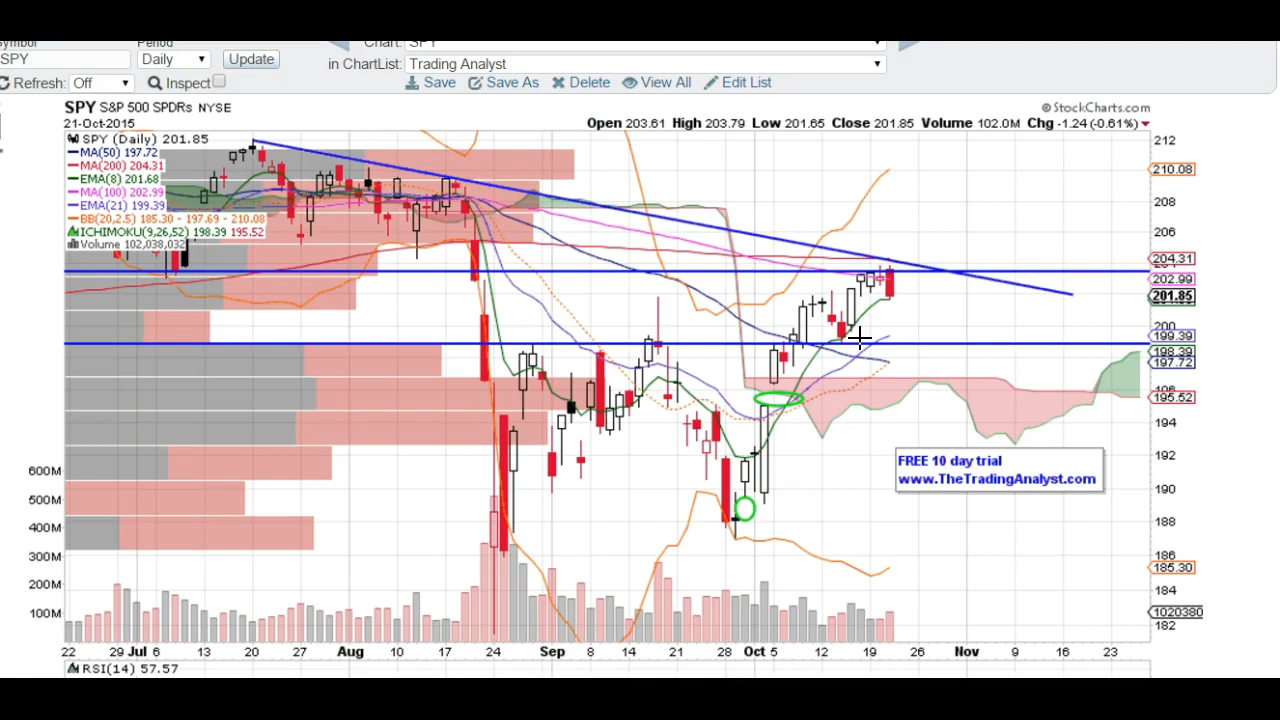 Symbol Period Chart: SPY
SPY Daily Update in ChartList: Trading Analyst
Refresh: Off Inspect Save Save As Delete View All Edit List
SPY S&P 500 SPDRs NYSE © StockCharts.com
21-Oct-2015 Open 203.61 High 203.79 Low 201.65 Close 201.85 Volume 102.0M Chg -1.24 (-0.61%)
SPY (Daily) 201.85
MA(50) 197.72
MA(200) 204.31
EMA(8) 201.68
MA(100) 202.99
EMA(21) 199.39
BB(20,2.5) 185.30 - 197.69 - 210.08
ICHIMOKU(9,26,52) 198.39 195.52
Volume 102,038,032
212
210.08
208
206
204.31
202.99
201.85
200
199.39
198.39
197.72
196
195.52
194
192
190
188
186
185.30
184
1020380
182
FREE 10 day trial
www.TheTradingAnalyst.com
600M
500M
400M
300M
200M
100M
22 29 Jul 6 13 20 27 Aug 10 17 24 Sep 8 14 21 28 Oct 5 12 19 26 Nov 9 16 23
RSI(14) 57.57